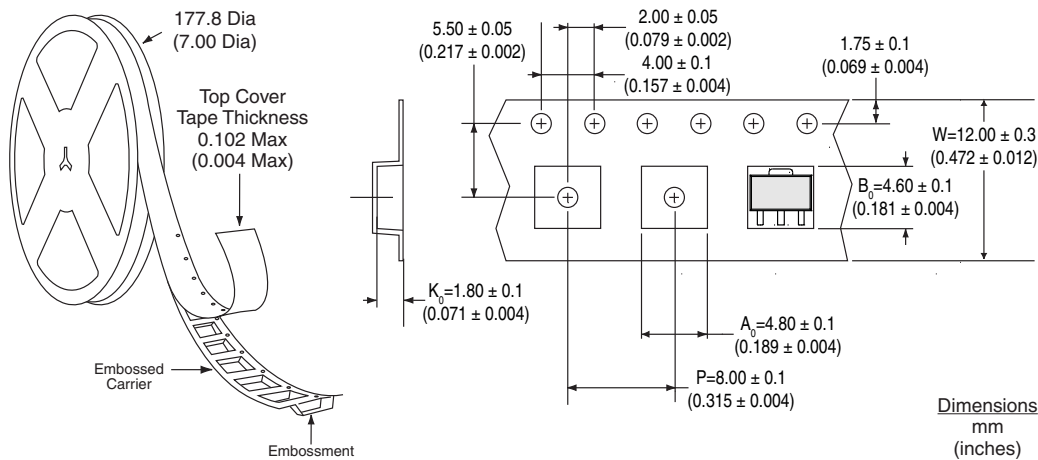 177.8 Dia
(7.00 Dia)
Top Cover
Tape Thickness
0.102 Max
(0.004 Max)
Embossed
Carrier
Embossment
5.50 ± 0.05
(0.217 ± 0.002)
2.00 ± 0.05
(0.079 ± 0.002)
4.00 ± 0.1
(0.157 ± 0.004)
1.75 ± 0.1
(0.069 ± 0.004)
W=12.00 ± 0.3
(0.472 ± 0.012)
B₀=4.60 ± 0.1
(0.181 ± 0.004)
K₀=1.80 ± 0.1
(0.071 ± 0.004)
A₀=4.80 ± 0.1
(0.189 ± 0.004)
P=8.00 ± 0.1
(0.315 ± 0.004)
Dimensions
mm
(inches)